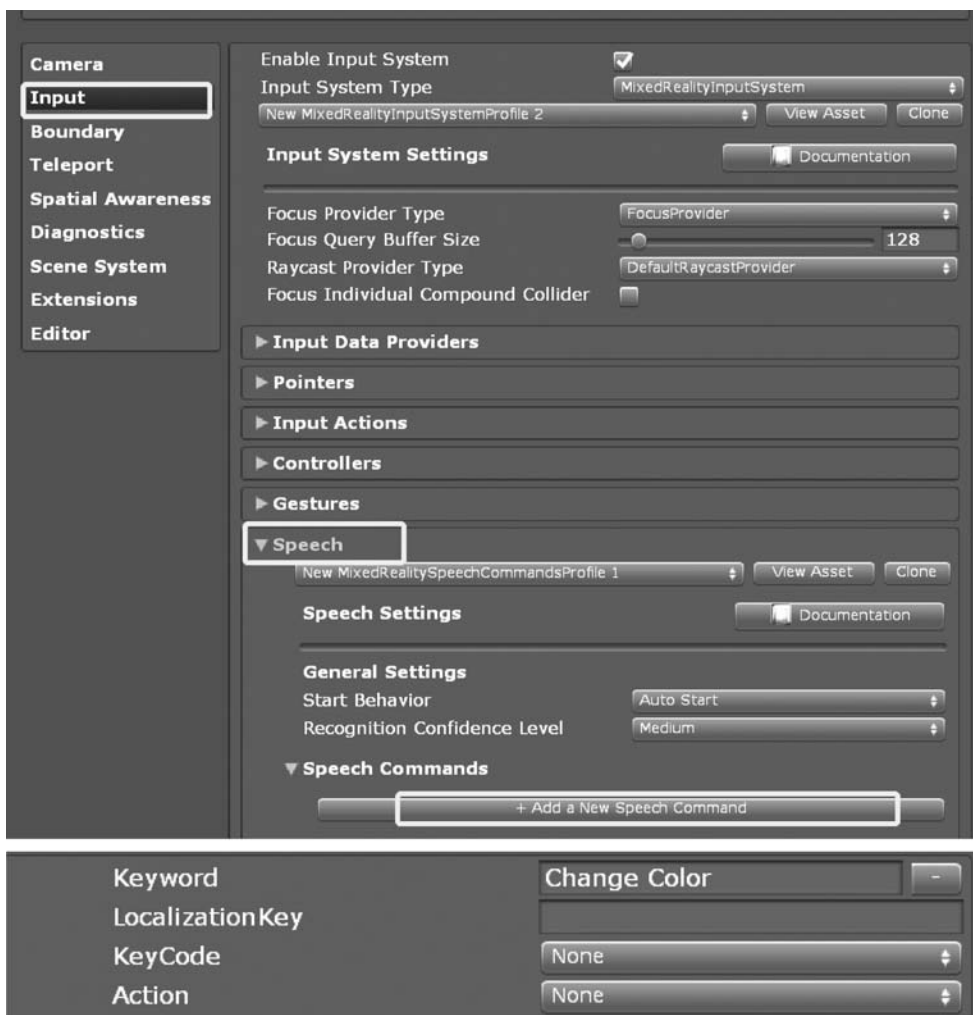 Camera
Input
Boundary
Teleport
Spatial Awareness
Diagnostics
Scene System
Extensions
Editor
Enable Input System
Input System Type MixedRealityInputSystem
New MixedRealityInputSystemProfile 2 View Asset Clone
Input System Settings Documentation
Focus Provider Type FocusProvider
Focus Query Buffer Size 128
Raycast Provider Type DefaultRaycastProvider
Focus Individual Compound Collider
Input Data Providers
Pointers
Input Actions
Controllers
Gestures
Speech
New MixedRealitySpeechCommandsProfile 1 View Asset Clone
Speech Settings Documentation
General Settings
Start Behavior Auto Start
Recognition Confidence Level Medium
Speech Commands
+ Add a New Speech Command
Keyword Change Color -
LocalizationKey
KeyCode None
Action None